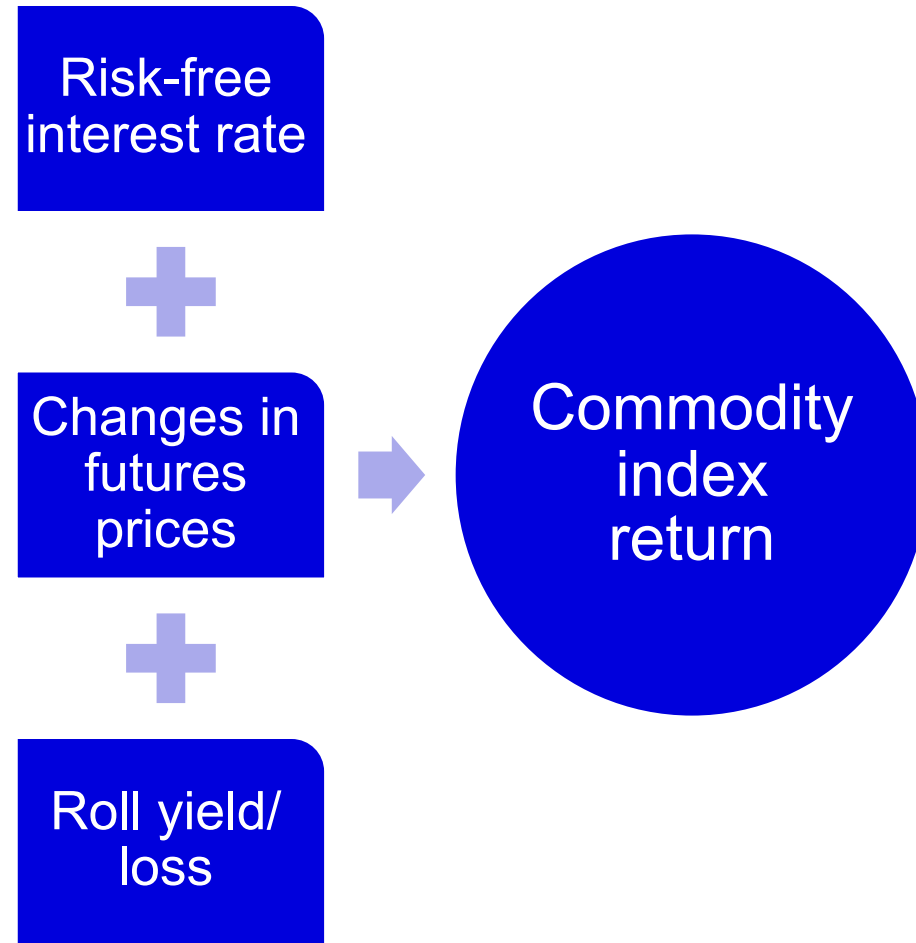 Risk-free
interest rate
Changes in
futures
prices
Roll yield/
loss
Commodity
index
return